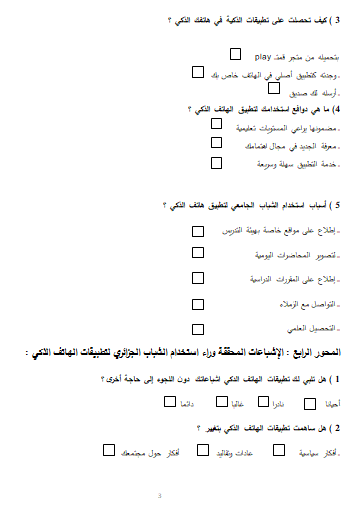 3 ) كيف تحصلت على تطبيقات الذكية في هاتفك الذكي ؟
بتحميله من متجر فمثـ play
ـ وجدته كتطبيق أصلي في الهاتف خاص بك
ـ أرسله لك صديق
4) ما هي دوافع استخدامك لتطبيق الهاتف الذكي ؟
ـ مضمونها يراعي المستويات تعليمية
ـ معرفة الجديد في مجال اهتمامك
ـ خدمة التطبيق سهلة وسريعة
5 ) أسباب استخدام الشباب الجامعي لتطبيق هاتف الذكي ؟
ـ إطلاع على مواقع خاصة بهيئة التدريس
ـ لتصوير المحاضرات اليومية
ـ إطلاع على المقررات الدراسية
ـ التواصل مع الزملاء
ـ التحصيل العلمي
المحور الرابع : الإشباعات المحققة وراء استخدام الشباب الجزائري لتطبيقات الهاتف الذكي :
1 ) هل تلبي لك تطبيقات الهاتف الذكي اشباعاتك دون اللجوء إلى حاجة أخرى؟
أحيانا نادرا غالبا دائما
2 ) هل ساهمت تطبيقات الهاتف الذكي بتغيير ؟
ـ أفكار سياسية عادات وتقاليد أفكار حول مجتمعك
3